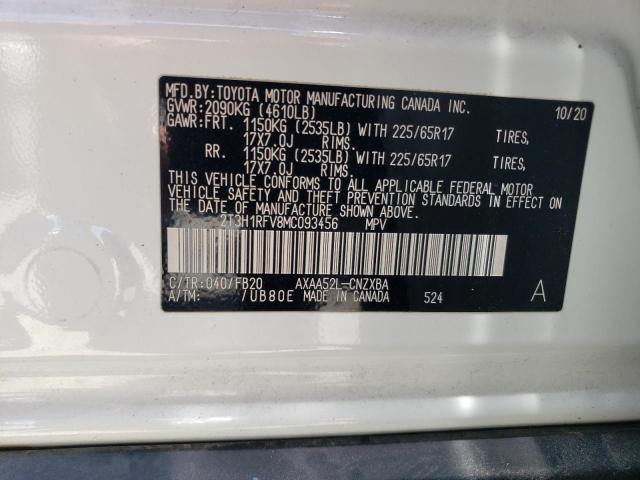 MFD.BY:TOYOTA MOTOR MANUFACTURING CANADA INC. 10/20
GVWR:2090KG (4610LB)
GAWR:FRT. 1150KG (2535LB) WITH 225/65R17 TIRES,
17X7.0J RIMS.
RR. 1150KG (2535LB) WITH 225/65R17 TIRES,
17X7.0J RIMS.
THIS VEHICLE CONFORMS TO ALL APPLICABLE FEDERAL MOTOR
VEHICLE SAFETY AND THEFT PREVENTION STANDARDS IN EFFECT ON
THE DATE OF MANUFACTURE SHOWN ABOVE.
2T3H1RFV8MC093456 MPV
C/TR:040/FB20 AXAA52L-CNZXBA
A/TM: /UB80E MADE IN CANADA 524 A